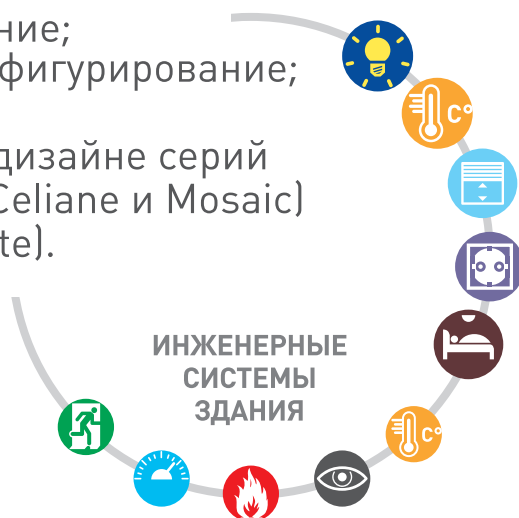 ние;
фигурирование;
дизайне серий
Celiane и Mosaic)
te).
C°
ИНЖЕНЕРНЫЕ
СИСТЕМЫ
ЗДАНИЯ
C°